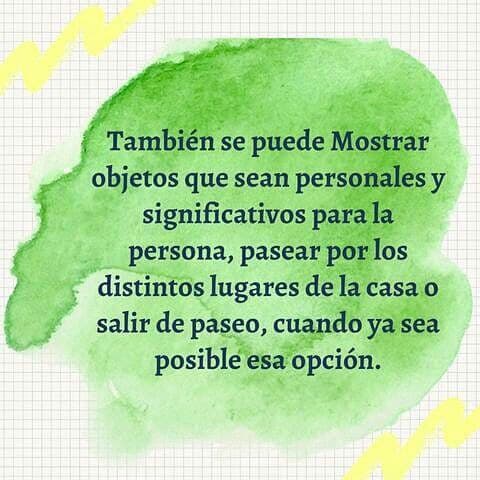 También se puede Mostrar
objetos que sean personales y
significativos para la
persona, pasear por los
distintos lugares de la casa o
salir de paseo, cuando ya sea
posible esa opción.